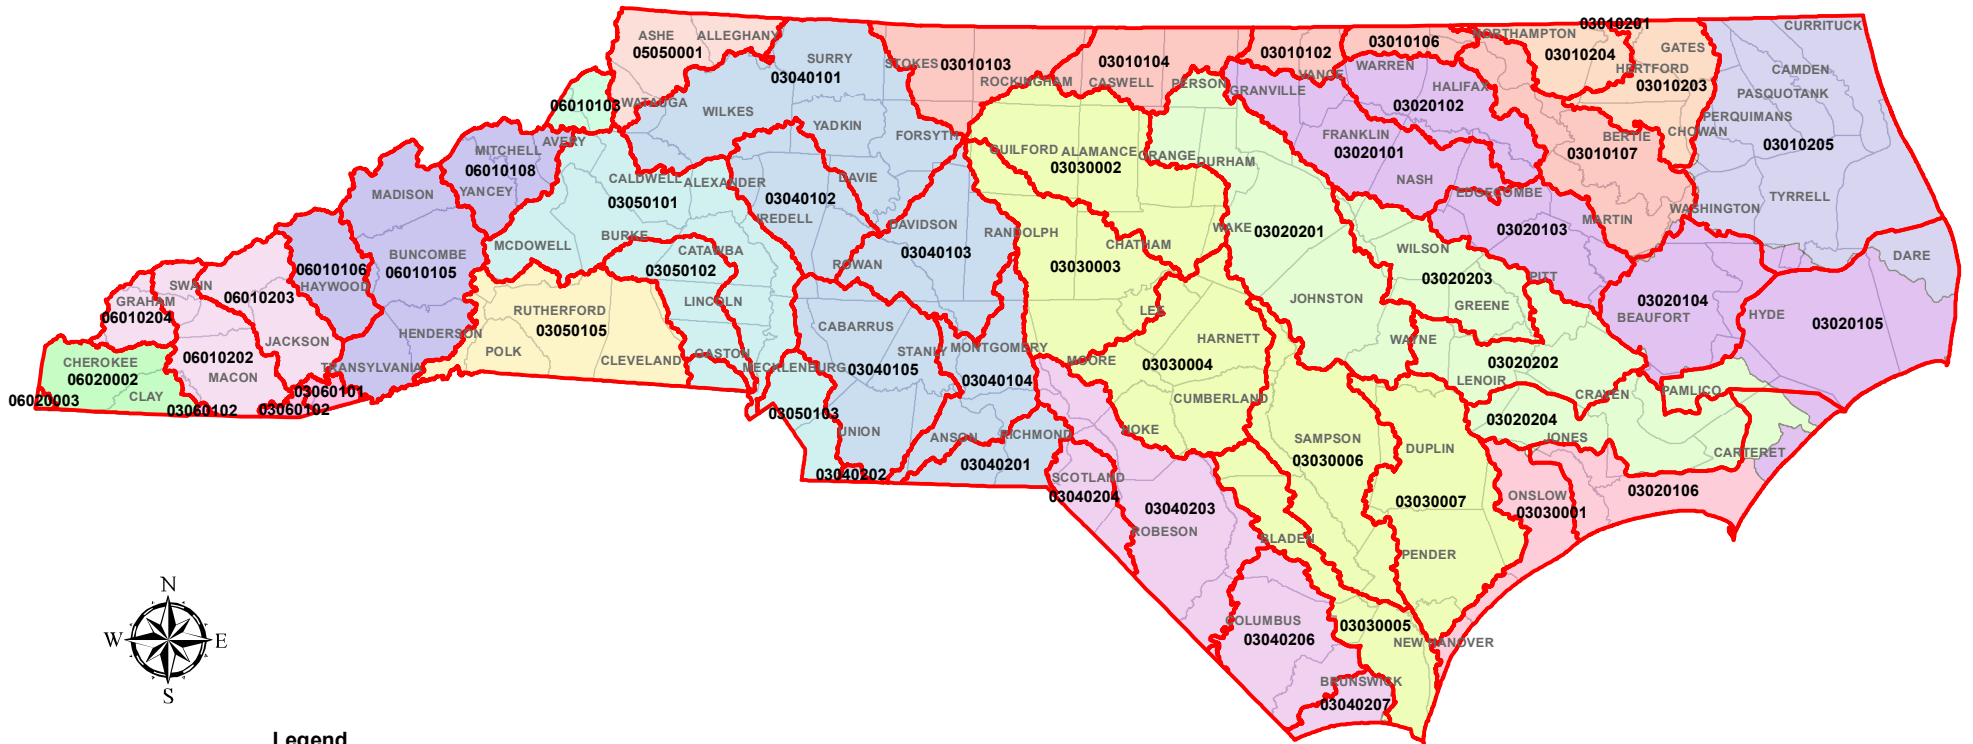 03010201
CURRITUCK
ASHE
ALLEGHANY
NORTHAMPTON
05050001
03010106
GATES
03010102
03010204
SURRY
STOKES
03010103
03010104
HERTFORD
CAMDEN
03040101
VANCE
WARREN
03010203
ROCKINGHAM
CASWELL
PERSON
GRANVILLE
HALIFAX
PASQUOTANK
06010103
WATAUGA
03020102
WILKES
PERQUIMANS
YADKIN
FORSYTH
FRANKLIN
BERTIE
CHOWAN
AVERY
MITCHELL
GUILFORD
ALAMANCE
ORANGE
DURHAM
03020101
03010107
03010205
06010108
03030002
CALDWELL
ALEXANDER
DAVIE
NASH
MADISON
YANCEY
03050101
03040102
EDGECOMBE
TYRRELL
IREDELL
DAVIDSON
RANDOLPH
WAKE
03020201
MARTIN
WASHINGTON
BURKE
03020103
MCDOWELL
CATAWBA
03040103
CHATHAM
WILSON
BUNCOMBE
DARE
06010106
06010105
03050102
ROWAN
03030003
03020203
PITT
SWAIN
HAYWOOD
06010203
GRAHAM
LINCOLN
JOHNSTON
GREENE
03020104
06010204
RUTHERFORD
LEE
BEAUFORT
HYDE
03050105
CABARRUS
03020105
HENDERSON
JACKSON
HARNETT
WAYNE
POLK
STANLY
MONTGOMERY
CHEROKEE
06010202
CLEVELAND
GASTON
MOORE
03020202
TRANSYLVANIA
MECKLENBURG
03040105
03030004
06020002
MACON
03040104
LENOIR
03060101
CLAY
CUMBERLAND
CRAVEN
PAMLICO
06020003
03060102
03060102
03050103
03020204
UNION
ANSON
RICHMOND
HOKE
SAMPSON
JONES
DUPLIN
CARTERET
03040201
03030006
03040202
SCOTLAND
03020106
03040204
ONSLOW
03040203
03030007
03030001
ROBESON
BLADEN
PENDER
N
COLUMBUS
03030005
W
E
03040206
NEW HANOVER
BRUNSWICK
S
03040207
Legend